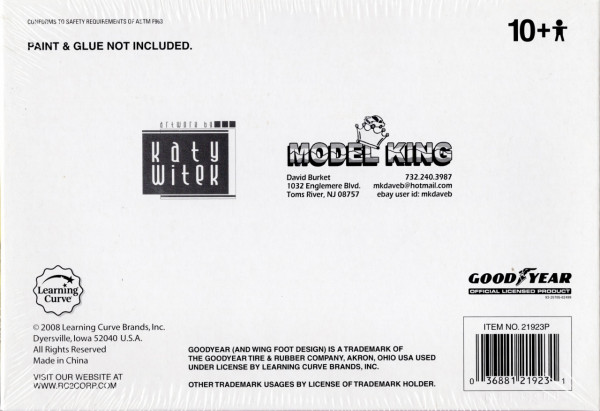 CONFORMS TO SAFETY REQUIREMENTS OF ASTM F963
10+
PAINT & GLUE NOT INCLUDED.
artwork by
katy
witek
MODEL KING
David Burket 732.240.3987
1032 Englemere Blvd. mkdaveb@hotmail.com
Toms River, NJ 08757 ebay user id: mkdaveb
Learning
Curve
GOODYEAR
OFFICIAL LICENSED PRODUCT
© 2008 Learning Curve Brands, Inc.
Dyersville, Iowa 52040 U.S.A.
All Rights Reserved
Made in China
VISIT OUR WEBSITE AT
WWW.RC2CORP.COM
GOODYEAR (AND WING FOOT DESIGN) IS A TRADEMARK OF
THE GOODYEAR TIRE & RUBBER COMPANY, AKRON, OHIO USA USED
UNDER LICENSE BY LEARNING CURVE BRANDS, INC.
OTHER TRADEMARK USAGES BY LICENSE OF TRADEMARK HOLDER.
ITEM NO. 21923P
0 36881 21923 1